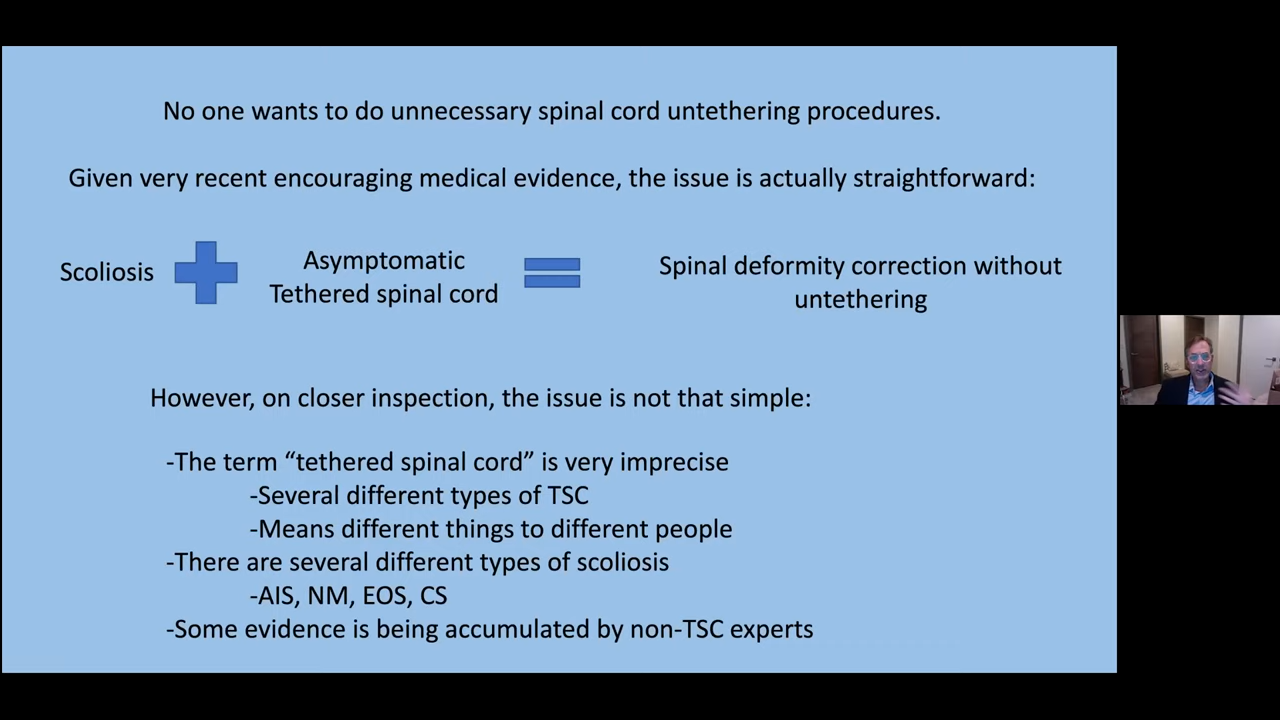 No one wants to do unnecessary spinal cord untethering procedures.
Given very recent encouraging medical evidence, the issue is actually straightforward:
Scoliosis
Asymptomatic
Tethered spinal cord
Spinal deformity correction without
untethering
However, on closer inspection, the issue is not that simple:
-The term “tethered spinal cord” is very imprecise
-Several different types of TSC
-Means different things to different people
-There are several different types of scoliosis
-AIS, NM, EOS, CS
-Some evidence is being accumulated by non-TSC experts